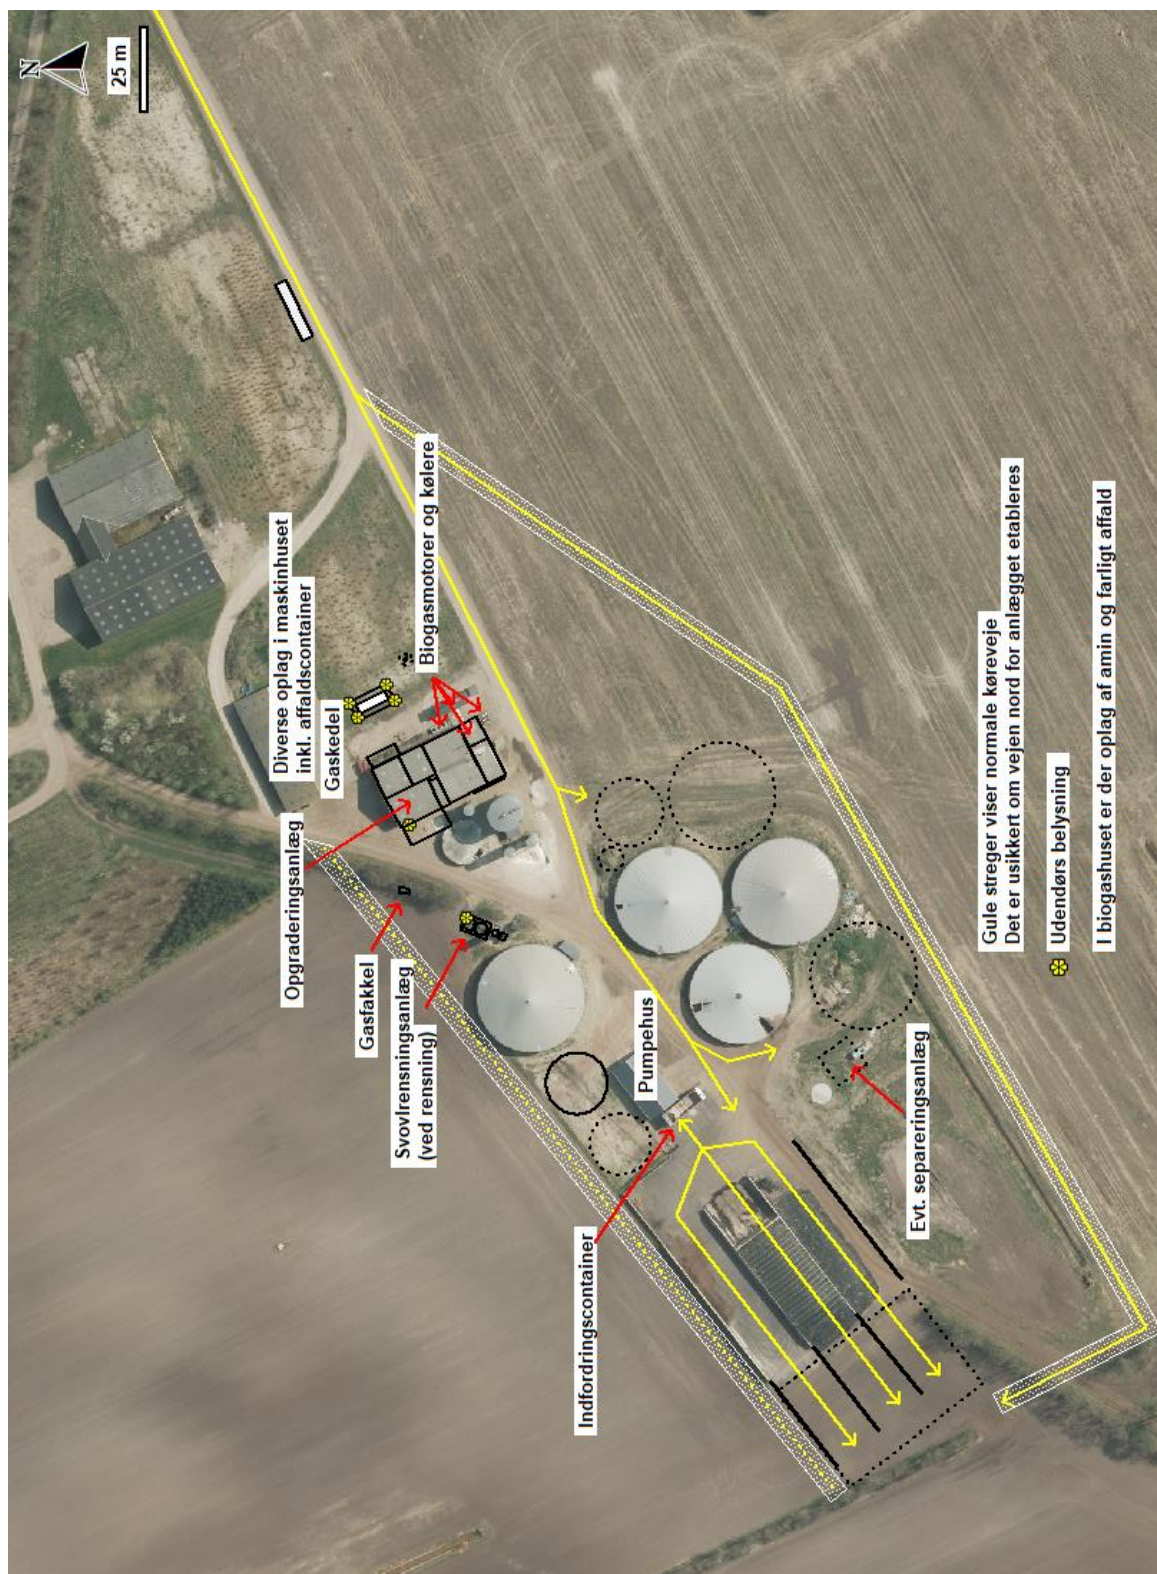 N
25 m
Diverse oplag i maskinhuset
inkl. affaldscontainer
Gaskedel
Biogasmotorer og kølere
Opgraderingsanlæg
Gasfakkel
Svovlrensningsanlæg
(ved rensning)
Pumpehus
Indfordringscontainer
Evt. separeringsanlæg
Gule streger viser normale køreveje
Det er usikkert om vejen nord for anlægget etableres
Udendørs belysning
I biogashuset er der oplag af amin og farligt affald